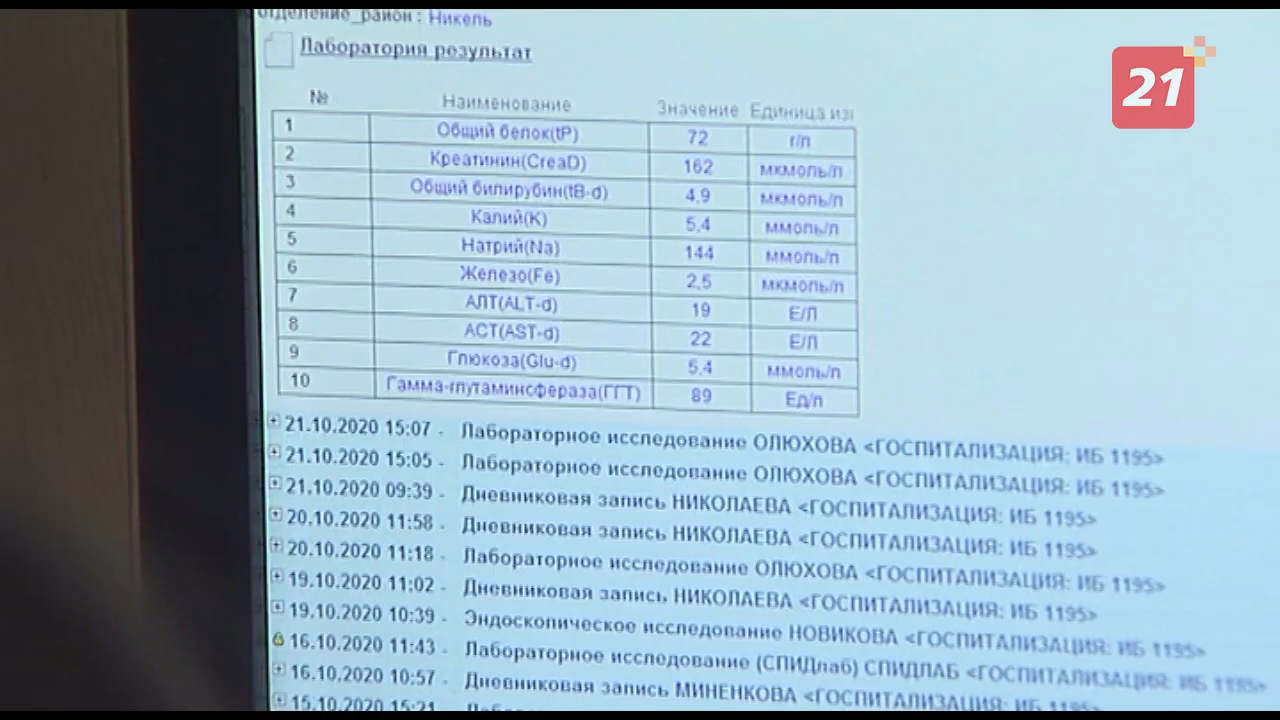 отделение_район : Никель
21
Лаборатория результат
№ Наименование Значение Единица из
1 Общий белок(tP) 72 г/л
2 Креатинин(CreaD) 162 мкмоль/л
3 Общий билирубин(tB-d) 4,9 мкмоль/л
4 Калий(K) 5,4 ммоль/л
5 Натрий(Na) 144 ммоль/л
6 Железо(Fe) 2,5 мкмоль/л
7 АЛТ(ALT-d) 19 Е/Л
8 АСТ(AST-d) 22 Е/Л
9 Глюкоза(Glu-d) 5,4 ммоль/л
10 Гамма-глутаминсфераза(ГГТ) 89 Ед/л
21.10.2020 15:07 - Лабораторное исследование ОЛЮХОВА <ГОСПИТАЛИЗАЦИЯ: ИБ 1195>
21.10.2020 15:05 - Лабораторное исследование ОЛЮХОВА <ГОСПИТАЛИЗАЦИЯ: ИБ 1195>
21.10.2020 09:39 - Дневниковая запись НИКОЛАЕВА <ГОСПИТАЛИЗАЦИЯ: ИБ 1195>
20.10.2020 11:58 - Дневниковая запись НИКОЛАЕВА <ГОСПИТАЛИЗАЦИЯ: ИБ 1195>
20.10.2020 11:18 - Лабораторное исследование ОЛЮХОВА <ГОСПИТАЛИЗАЦИЯ: ИБ 1195>
19.10.2020 11:02 - Дневниковая запись НИКОЛАЕВА <ГОСПИТАЛИЗАЦИЯ: ИБ 1195>
19.10.2020 10:39 - Эндоскопическое исследование НОВИКОВА <ГОСПИТАЛИЗАЦИЯ: ИБ 1195>
16.10.2020 11:43 - Лабораторное исследование (СПИДлаб) СПИДЛАБ <ГОСПИТАЛИЗАЦИЯ: ИБ 1195>
16.10.2020 10:57 - Дневниковая запись МИНЕНКОВА <ГОСПИТАЛИЗАЦИЯ: ИБ 1195>
15.10.2020 15:21